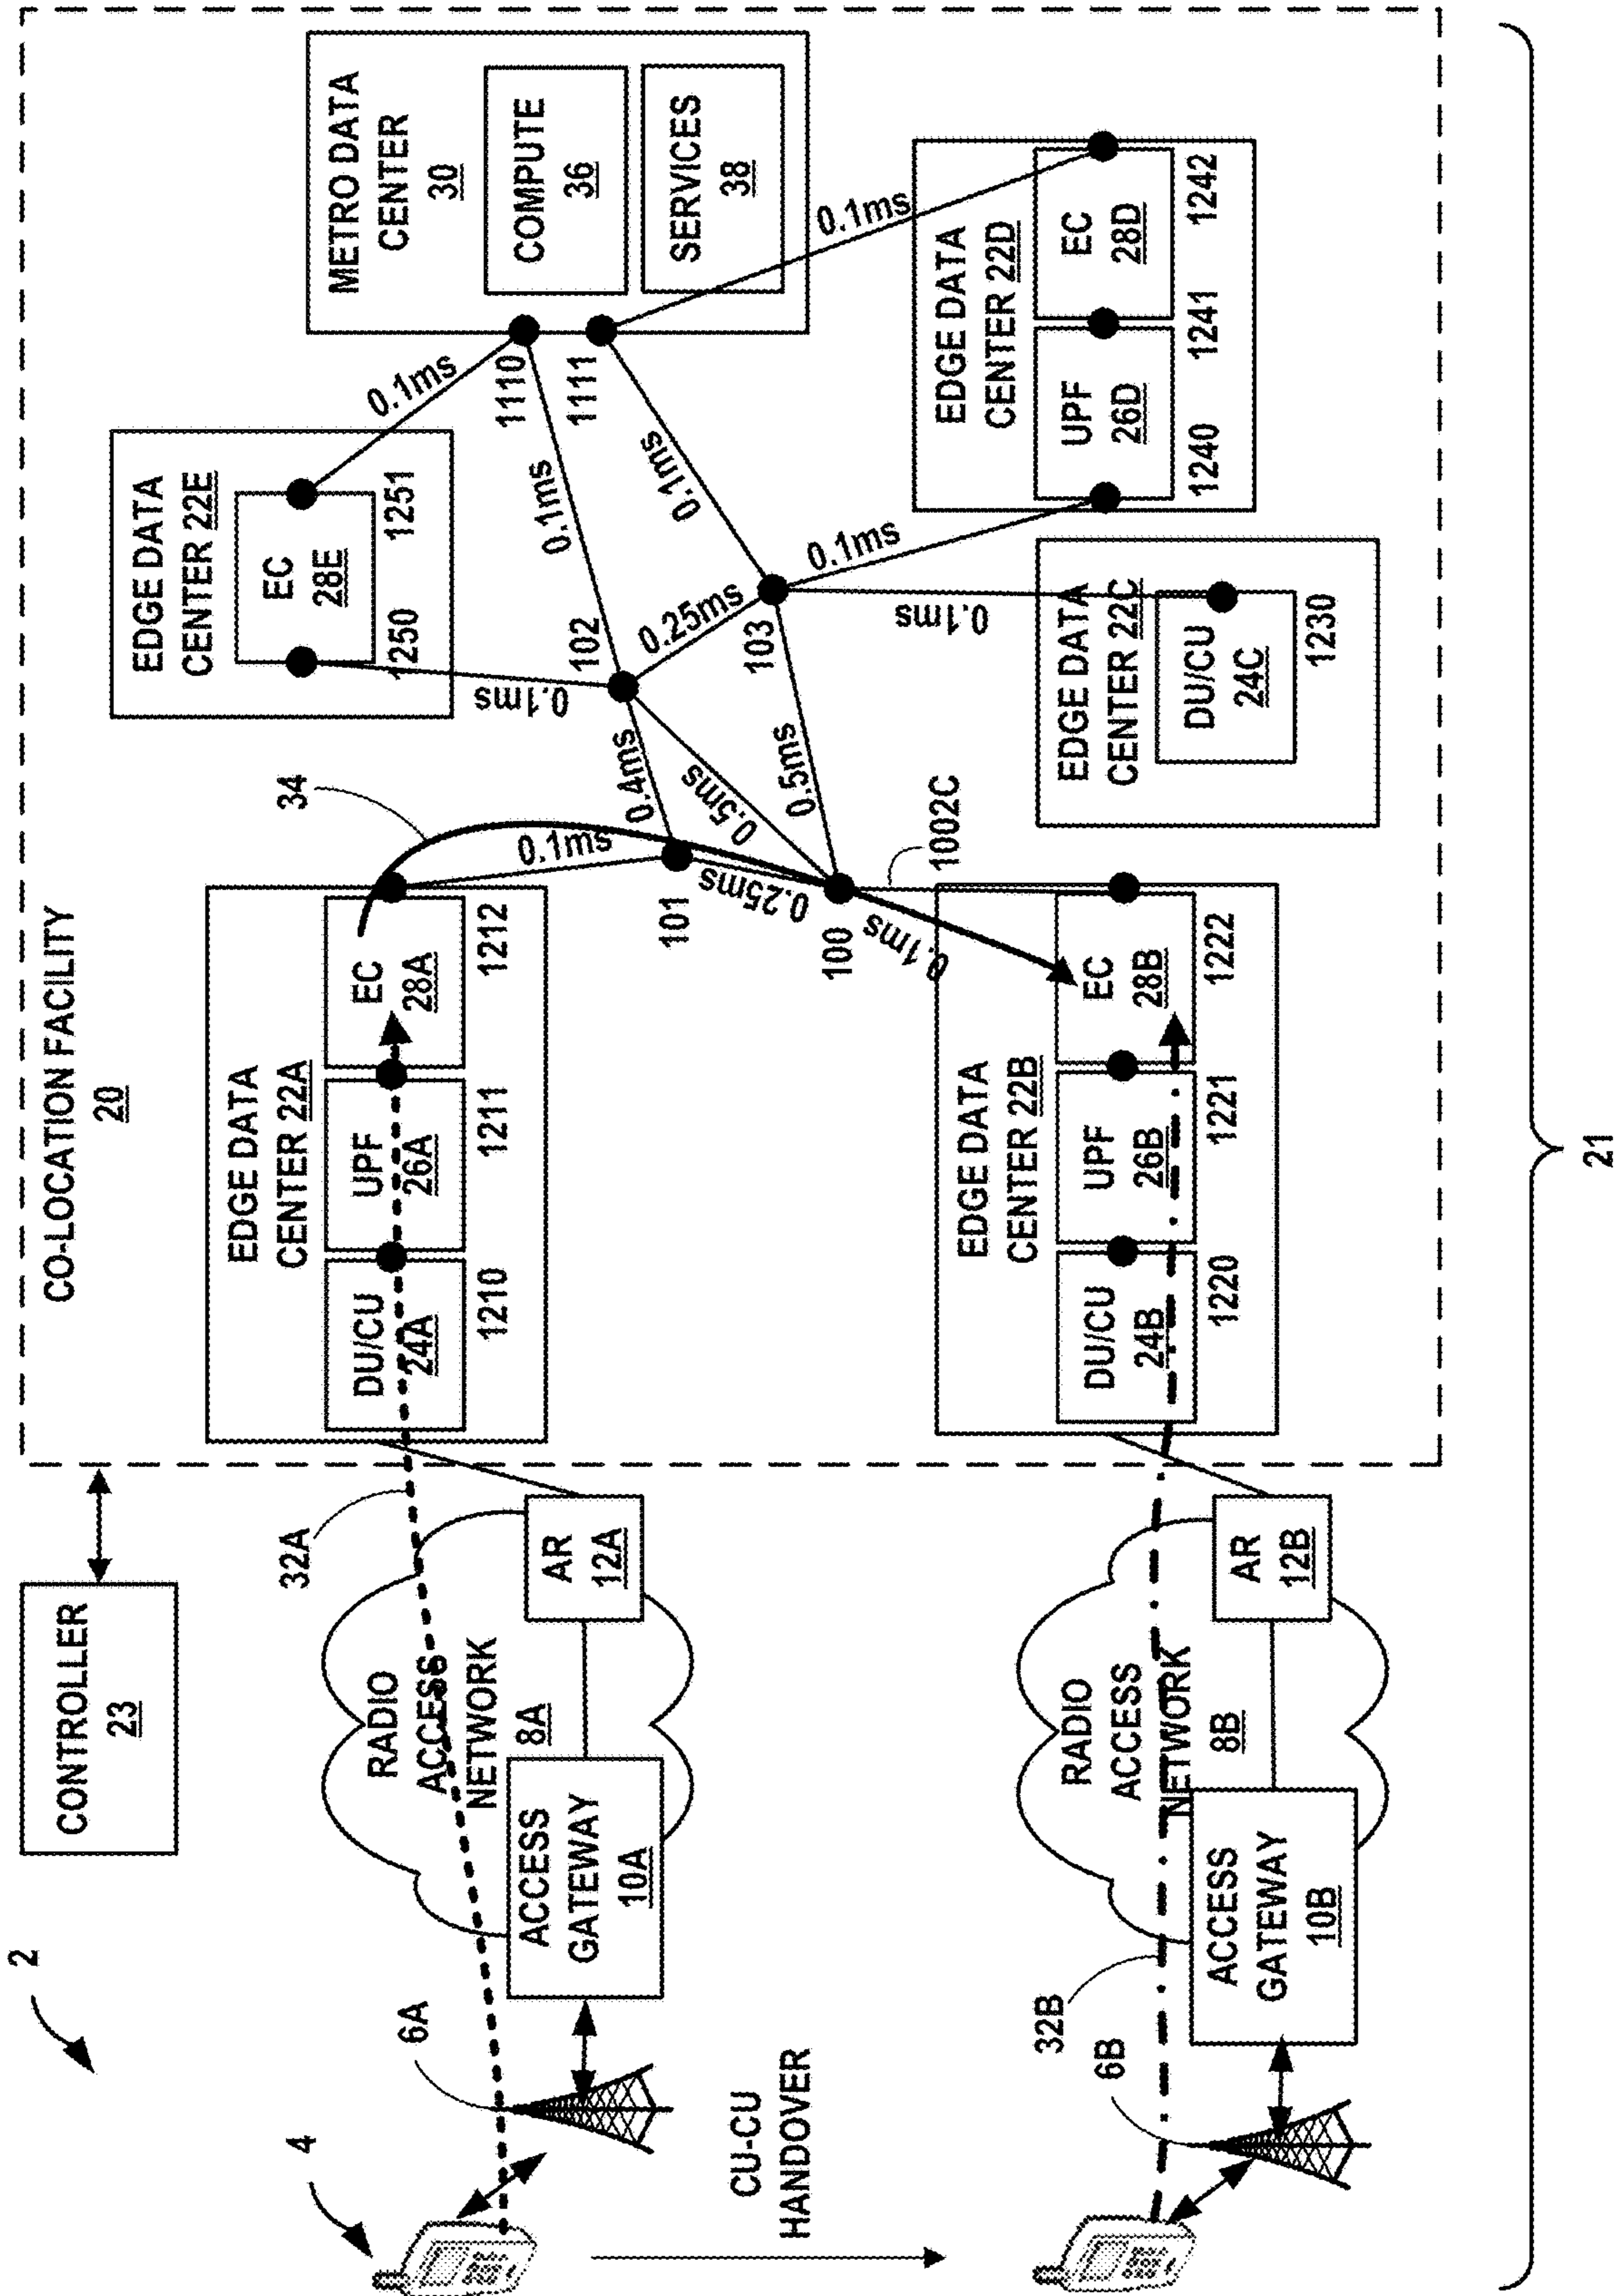 2
4
CONTROLLER
23
6A
32A
RADIO
ACCESS
NETWORK
8A
ACCESS
GATEWAY
10A
AR
12A
CU-CU
HANDOVER
6B
32B
RADIO
ACCESS
NETWORK
8B
ACCESS
GATEWAY
10B
AR
12B
CO-LOCATION FACILITY
20
EDGE DATA
CENTER 22A
DU/CU
24A
UPF
26A
EC
28A
1210
1211
1212
34
0.1ms
101
0.25ms
100
0.1ms
1002C
EDGE DATA
CENTER 22B
DU/CU
24B
UPF
26B
EC
28B
1220
1221
1222
0.4ms
0.5ms
0.5ms
102
0.25ms
103
EDGE DATA
CENTER 22E
EC
28E
1250
1251
0.1ms
0.1ms
0.1ms
0.1ms
1110
1111
METRO DATA
CENTER
30
COMPUTE
36
SERVICES
38
0.1ms
0.1ms
0.1ms
EDGE DATA
CENTER 22C
DU/CU
24C
1230
EDGE DATA
CENTER 22D
UPF
26D
EC
28D
1240
1241
1242
21